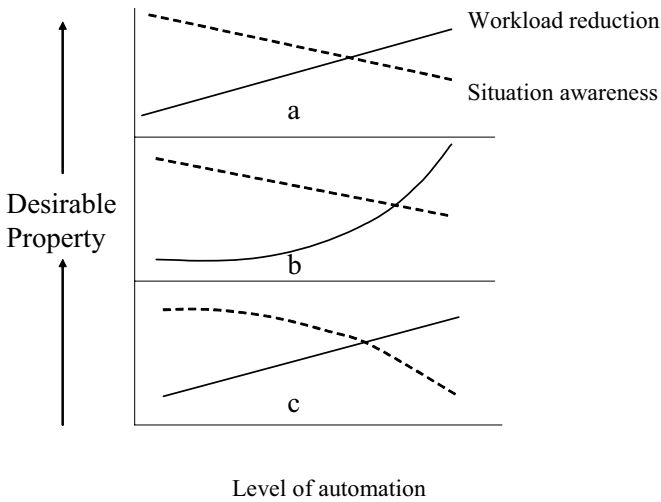 Workload reduction
Situation awareness
a
Desirable
Property
b
c
Level of automation